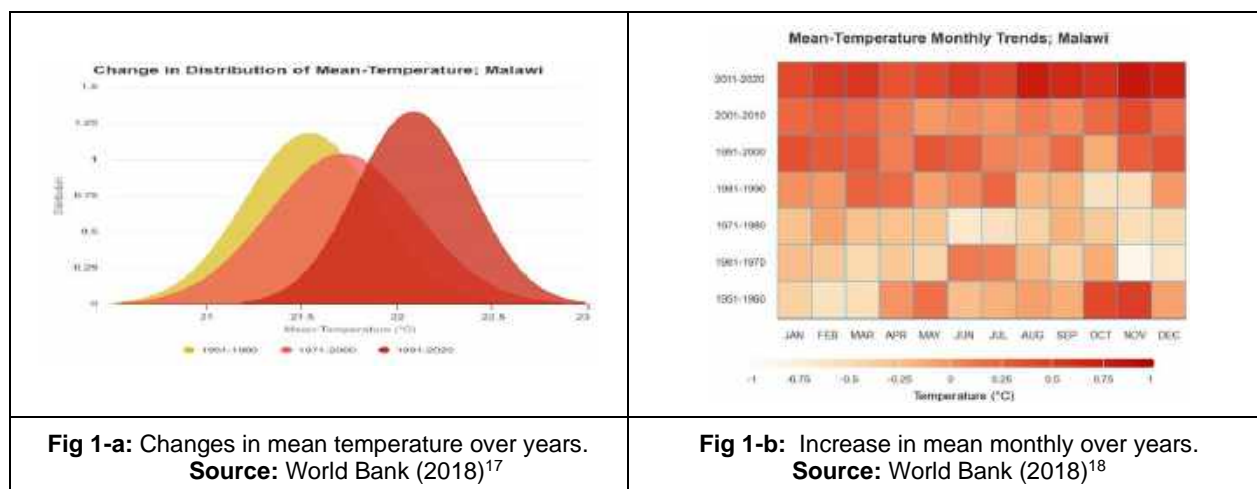 Change in Distribution of Mean-Temperature; Malawi
1.5
1.25
1
0.75
0.5
0.25
0
Distribution
21
21.5
22
22.5
23
Mean-Temperature (°C)
1951-1980
1971-2000
1991-2020
Fig 1-a: Changes in mean temperature over years.
Source: World Bank (2018)17
Mean-Temperature Monthly Trends; Malawi
2011-2020
2001-2010
1991-2000
1981-1990
1971-1980
1961-1970
1951-1960
JAN FEB MAR APR MAY JUN JUL AUG SEP OCT NOV DEC
-1 -0.75 -0.5 -0.25 0 0.25 0.5 0.75 1
Temperature (°C)
Fig 1-b: Increase in mean monthly over years.
Source: World Bank (2018)18